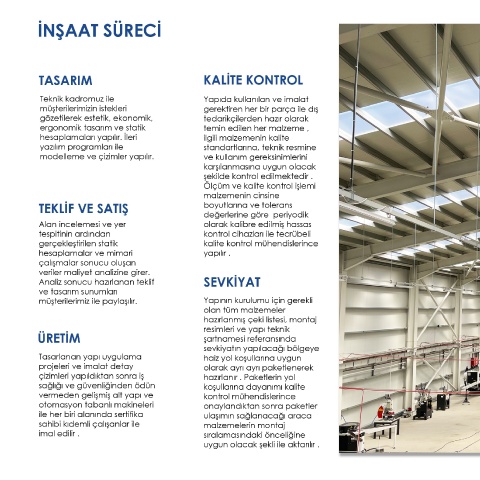 İNŞAAT SÜRECİ
TASARIM
Teknik kadromuz ile
müşterilerimizin istekleri
gözetilerek estetik, ekonomik,
ergonomik tasarım ve statik
hesaplamaları yapılır. İleri
yazılım programları ile
modelleme ve çizimler yapılır.
TEKLİF VE SATIŞ
Alan incelemesi ve yer
tespitinin ardından
gerçekleştirilen statik
hesaplamalar ve mimari
çalışmalar sonucu oluşan
veriler maliyet analizine girer.
Analiz sonucu hazırlanan teklif
ve tasarım sunumları
müşterilerimiz ile paylaşılır.
ÜRETİM
Tasarlanan yapı uygulama
projeleri ve imalat detay
çizimleri yapıldıktan sonra iş
sağlığı ve güvenliğinden ödün
vermeden gelişmiş alt yapı ve
otomasyon tabanlı makineleri
ile her biri alanında sertifika
sahibi kıdemli çalışanlar ile
imal edilir .
KALİTE KONTROL
Yapıda kullanılan ve imalat
gerektiren her bir parça ile dış
tedarikçilerden hazır olarak
temin edilen her malzeme ,
ilgili malzemenin kalite
standartlarına, teknik resmine
ve kullanım gereksinimlerini
karşılanmasına uygun olacak
şekilde kontrol edilmektedir .
Ölçüm ve kalite kontrol işlemi
malzemenin cinsine
boyutlarına ve tolerans
değerlerine göre periyodik
olarak kalibre edilmiş hassas
kontrol cihazları ile tecrübeli
kalite kontrol mühendislerince
yapılır .
SEVKİYAT
Yapının kurulumu için gerekli
olan tüm malzemeler
hazırlanmış çeki listesi, montaj
resimleri ve yapı teknik
şartnamesi referansında
sevkiyatın yapılacağı bölgeye
haiz yol koşullarına uygun
olarak ayrı ayrı paketlenerek
hazırlanır . Paketlerin yol
koşullarına dayanımı kalite
kontrol mühendislerince
onaylandıktan sonra paketler
ulaşımın sağlanacağı araca
malzemelerin montaj
sıralamasındaki önceliğine
uygun olacak şekli ile aktarılır .